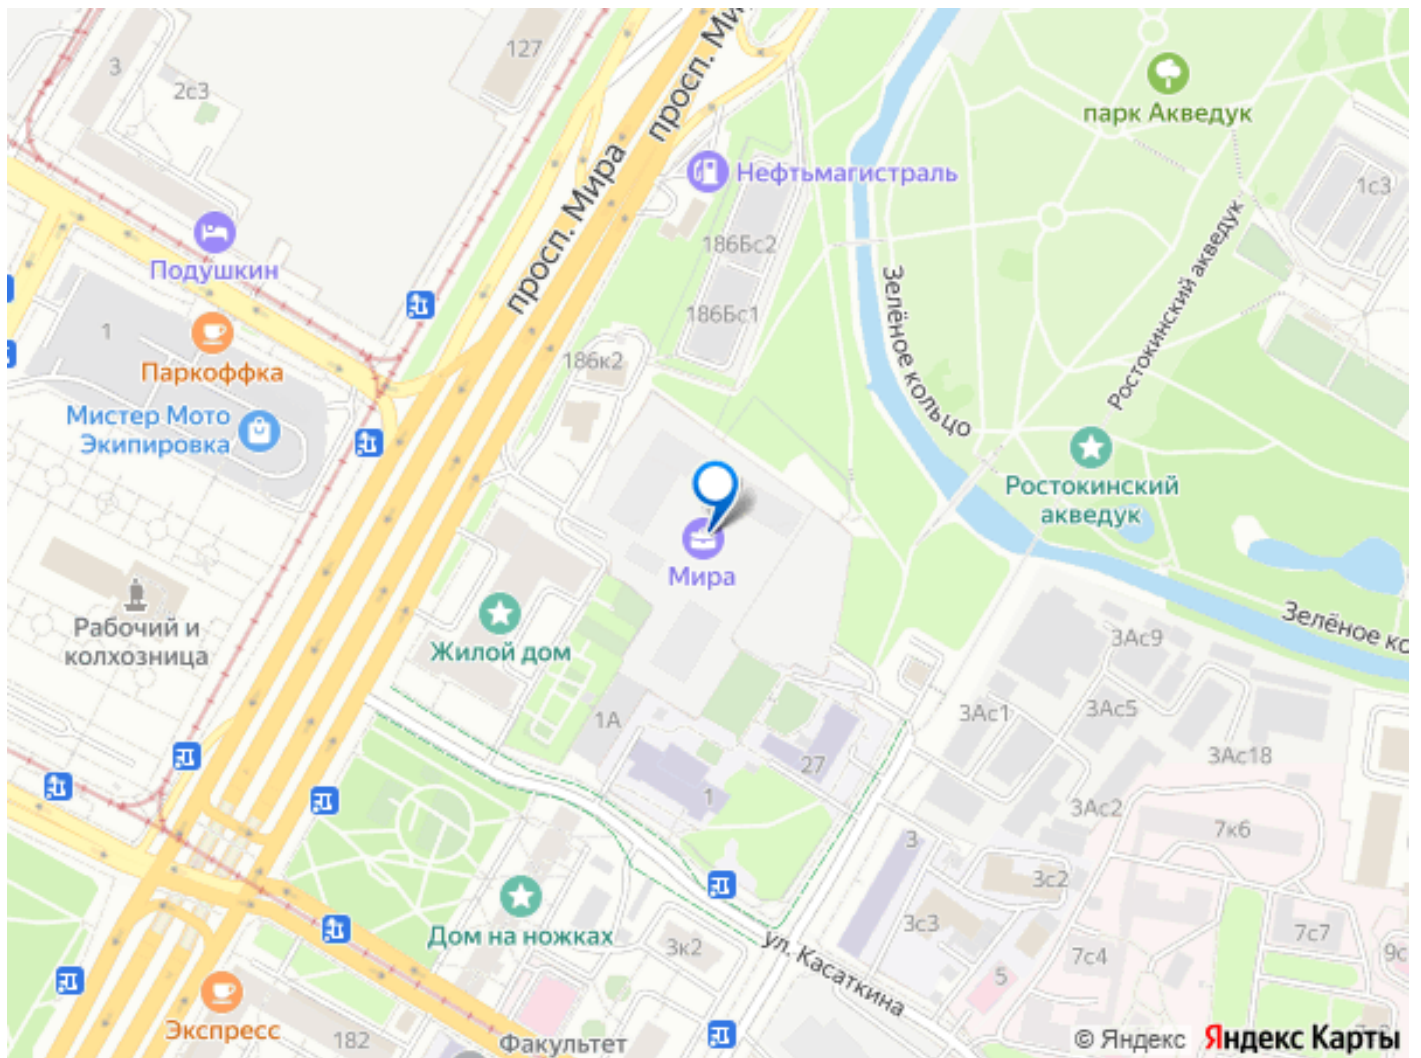 127
3
2с3
просп. Мира
просп. Ми
парк Акведук
Нефтьмагистраль
1с3
186Бс2
Подушкин
186Бс1
Зелёное кольцо
Ростокинский акведук
1
Паркоффка
186к2
Мистер Мото
Экипировка
Ростокинский
акведук
Мира
Рабочий и
колхозница
Жилой дом
Зелёное ко
3Ас9
1А
3Ас1
3Ас5
27
3Ас18
1
3Ас2
3
7к6
3с2
Дом на ножках
3к2
3с3
ул. Касаткина
7с4
7с7
9с
5
Экспресс
182
Факультет
© Яндекс Яндекс Карты